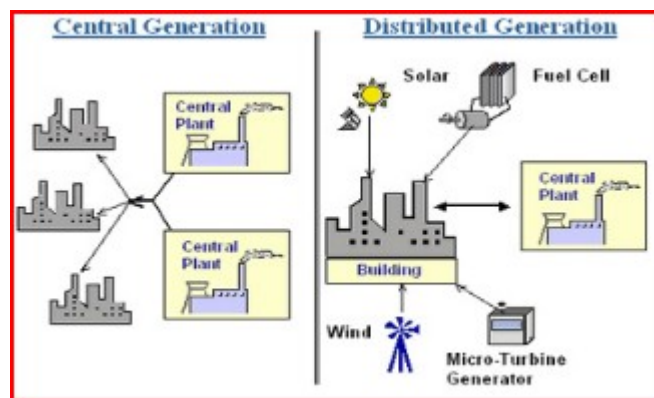 Central Generation
Central
Plant
Central
Plant
Distributed Generation
Solar
Fuel Cell
Central
Plant
Building
Wind
Micro-Turbine
Generator